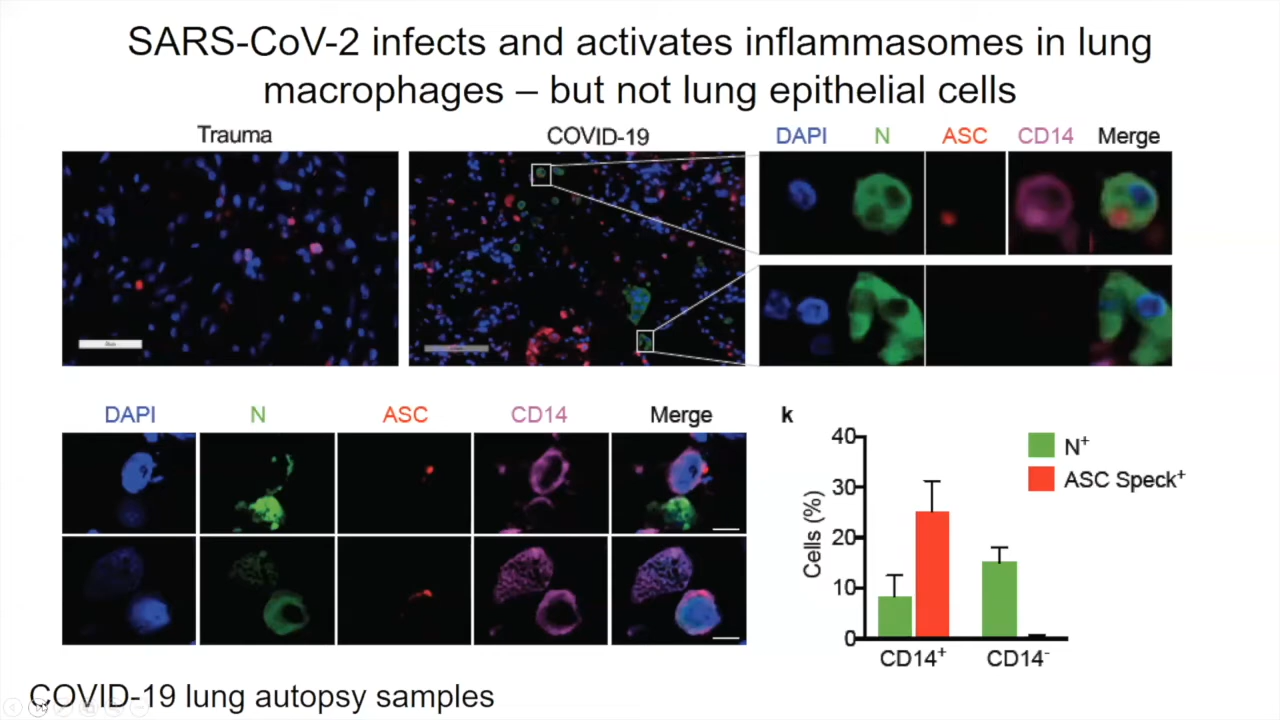 SARS-CoV-2 infects and activates inflammasomes in lung
macrophages – but not lung epithelial cells
Trauma
COVID-19
DAPI N ASC CD14 Merge
DAPI N ASC CD14 Merge
k
40
30
20
10
0
Cells (%)
N+
ASC Speck+
CD14+ CD14-
COVID-19 lung autopsy samples